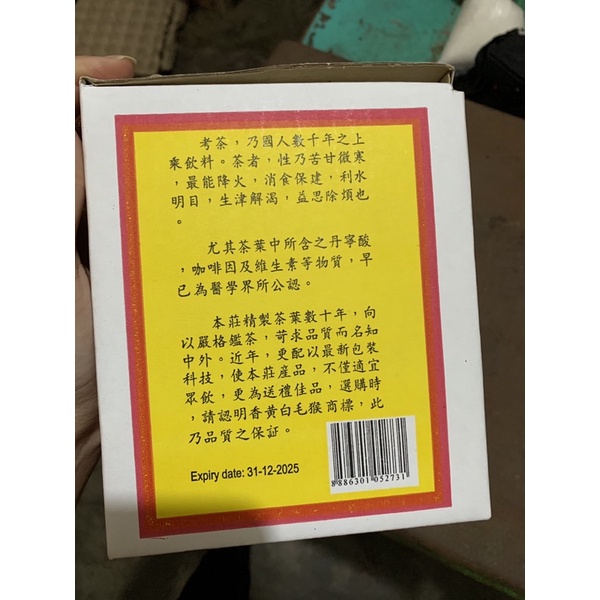 考茶，乃國人數千年之上
乘飲料。茶者，性乃苦甘微寒
，最能降火，消食保建，利水
明目，生津解渴，益思除煩也
。
尤其茶葉中所含之丹寧酸
，咖啡因及維生素等物質，早
已為醫學界所公認。
本莊精製茶葉數十年，向
以嚴格鑑茶，苛求品質而名知
中外。近年，更配以最新包裝
科技，使本莊産品，不僅適宜
眾飲，更為送禮佳品，選購時
，請認明香黃白毛猴商標，此
乃品質之保証。
Expiry date: 31-12-2025
8 886301 052731